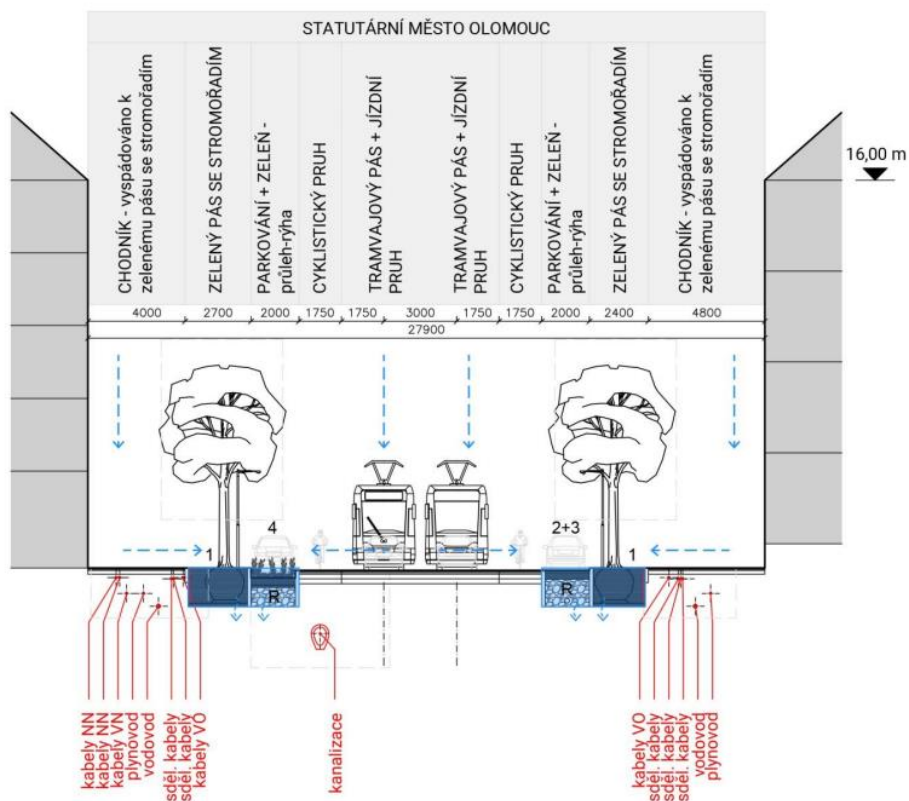 STATUTÁRNÍ MĚSTO OLOMOUC
CHODNÍK - vyspádováno k
zelenému pásu se stromořadim
ZELENÝ PÁS SE STROMOŘADÍM
PARKOVÁNÍ + ZELEŇ -
průleh-rýha
CYKLISTICKÝ PRUH
TRAMVAJOVÝ PÁS + JÍZDNÍ
PRUH
TRAMVAJOVÝ PÁS + JÍZDNÍ
PRUH
CYKLISTICKÝ PRUH
PARKOVÁNÍ + ZELEŇ -
průleh-rýha
ZELENÝ PÁS SE STROMOŘADÍM
CHODNÍK - vyspádováno k
zelenému pásu se stromořadim
16,00 m
4000 2700 2000 1750 1750 3000 1750 1750 2000 2400 4800
27900
1 4 2+3 1
R R
kabely NN
kabely NN
kabely VN
plynovod
vodovod
sděl. kabely
sděl. kabely
kabely VO
kanalizace
kabely VO
sděl. kabely
sděl. kabely
sděl. kabely
vodovod
plynovod